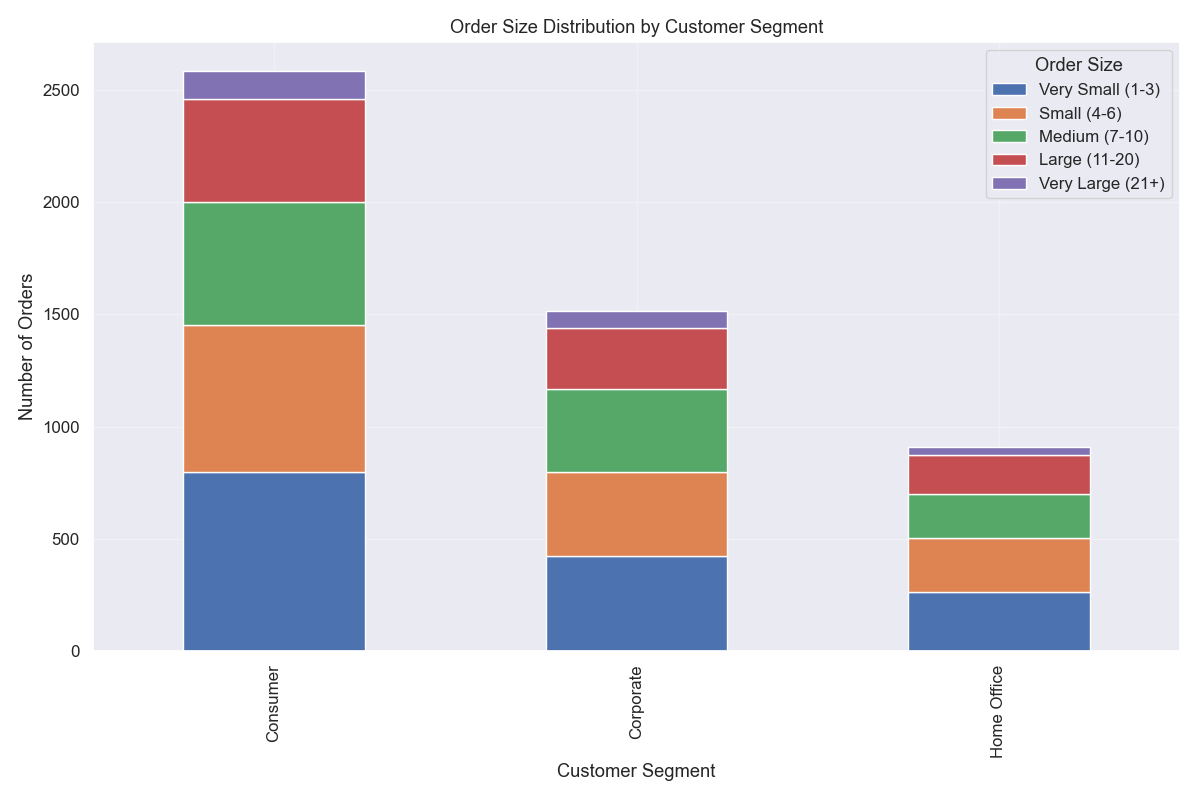 Order Size Distribution by Customer Segment
Order Size
Very Small (1-3)
Small (4-6)
Medium (7-10)
Large (11-20)
Very Large (21+)
Number of Orders
2500
2000
1500
1000
500
0
Consumer
Corporate
Home Office
Customer Segment